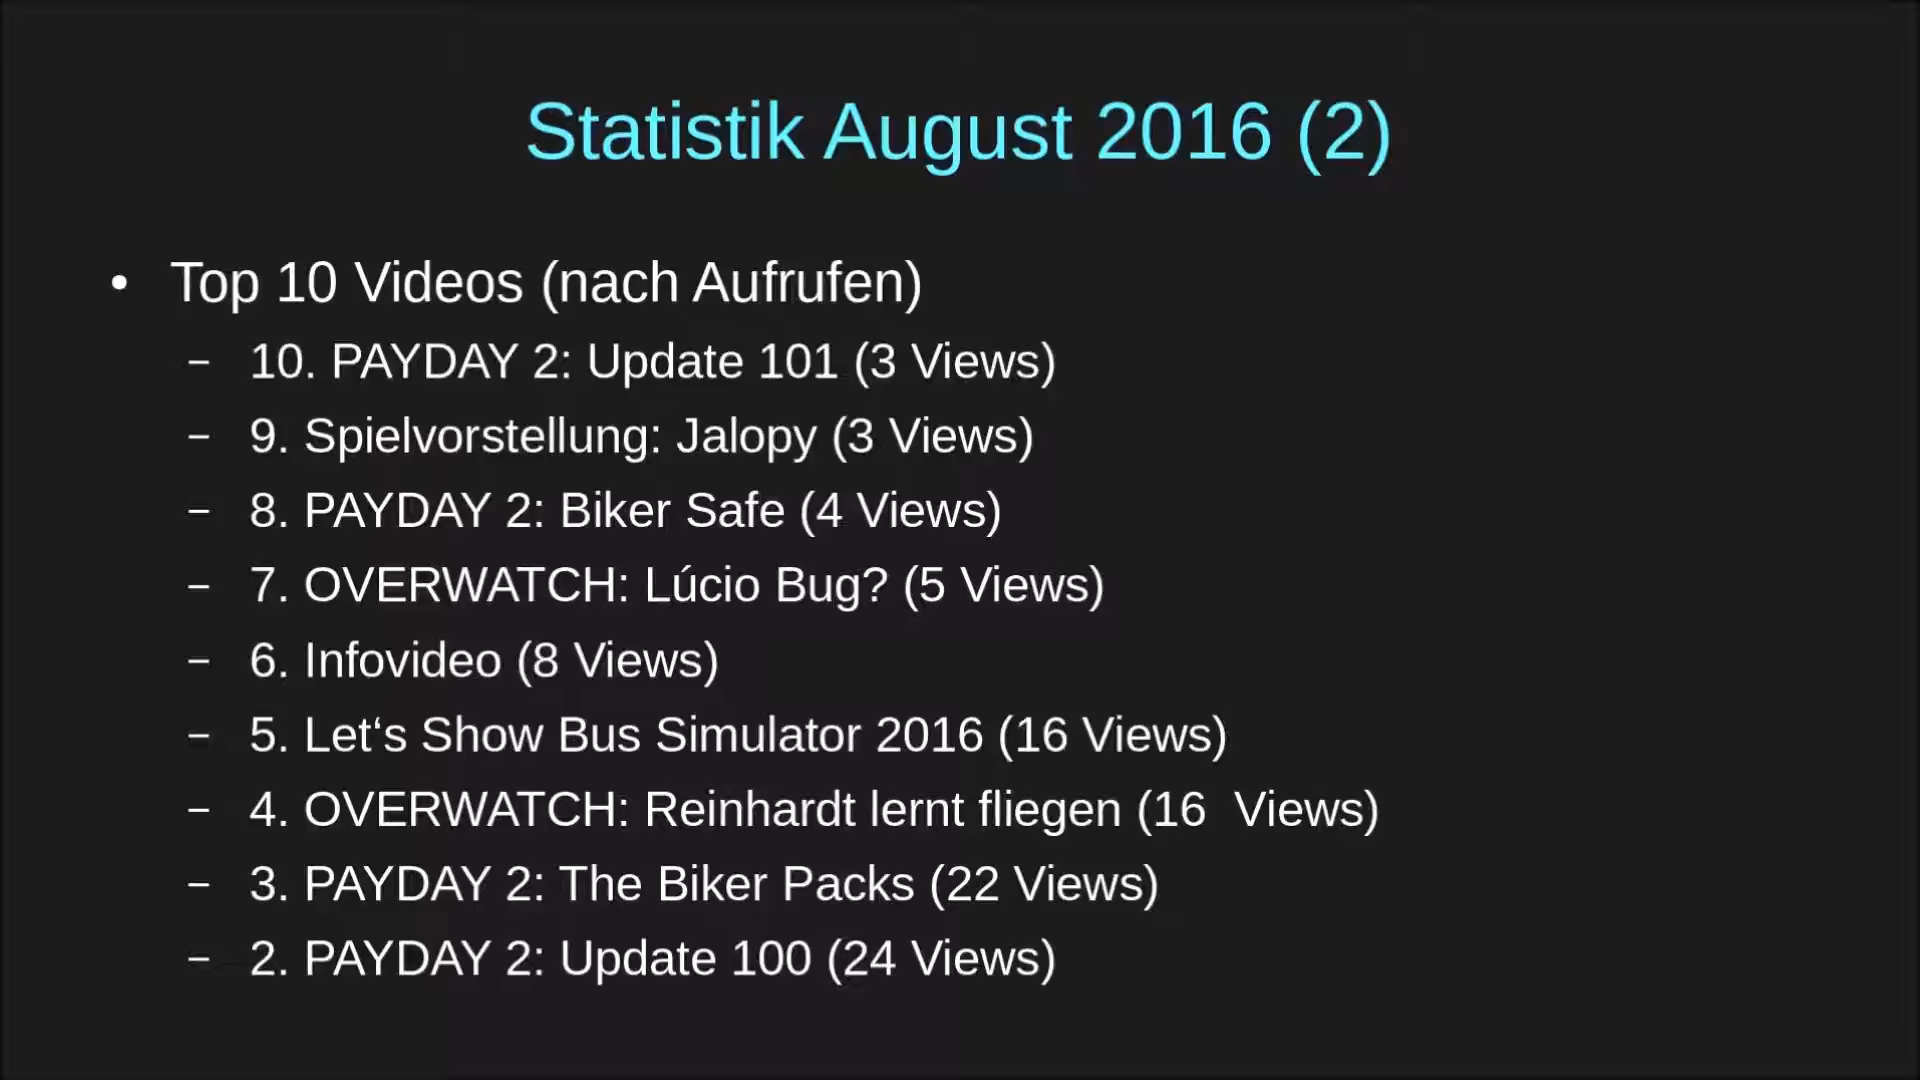 Statistik August 2016 (2)
• Top 10 Videos (nach Aufrufen)
– 10. PAYDAY 2: Update 101 (3 Views)
– 9. Spielvorstellung: Jalopy (3 Views)
– 8. PAYDAY 2: Biker Safe (4 Views)
– 7. OVERWATCH: Lúcio Bug? (5 Views)
– 6. Infovideo (8 Views)
– 5. Let‘s Show Bus Simulator 2016 (16 Views)
– 4. OVERWATCH: Reinhardt lernt fliegen (16  Views)
– 3. PAYDAY 2: The Biker Packs (22 Views)
– 2. PAYDAY 2: Update 100 (24 Views)